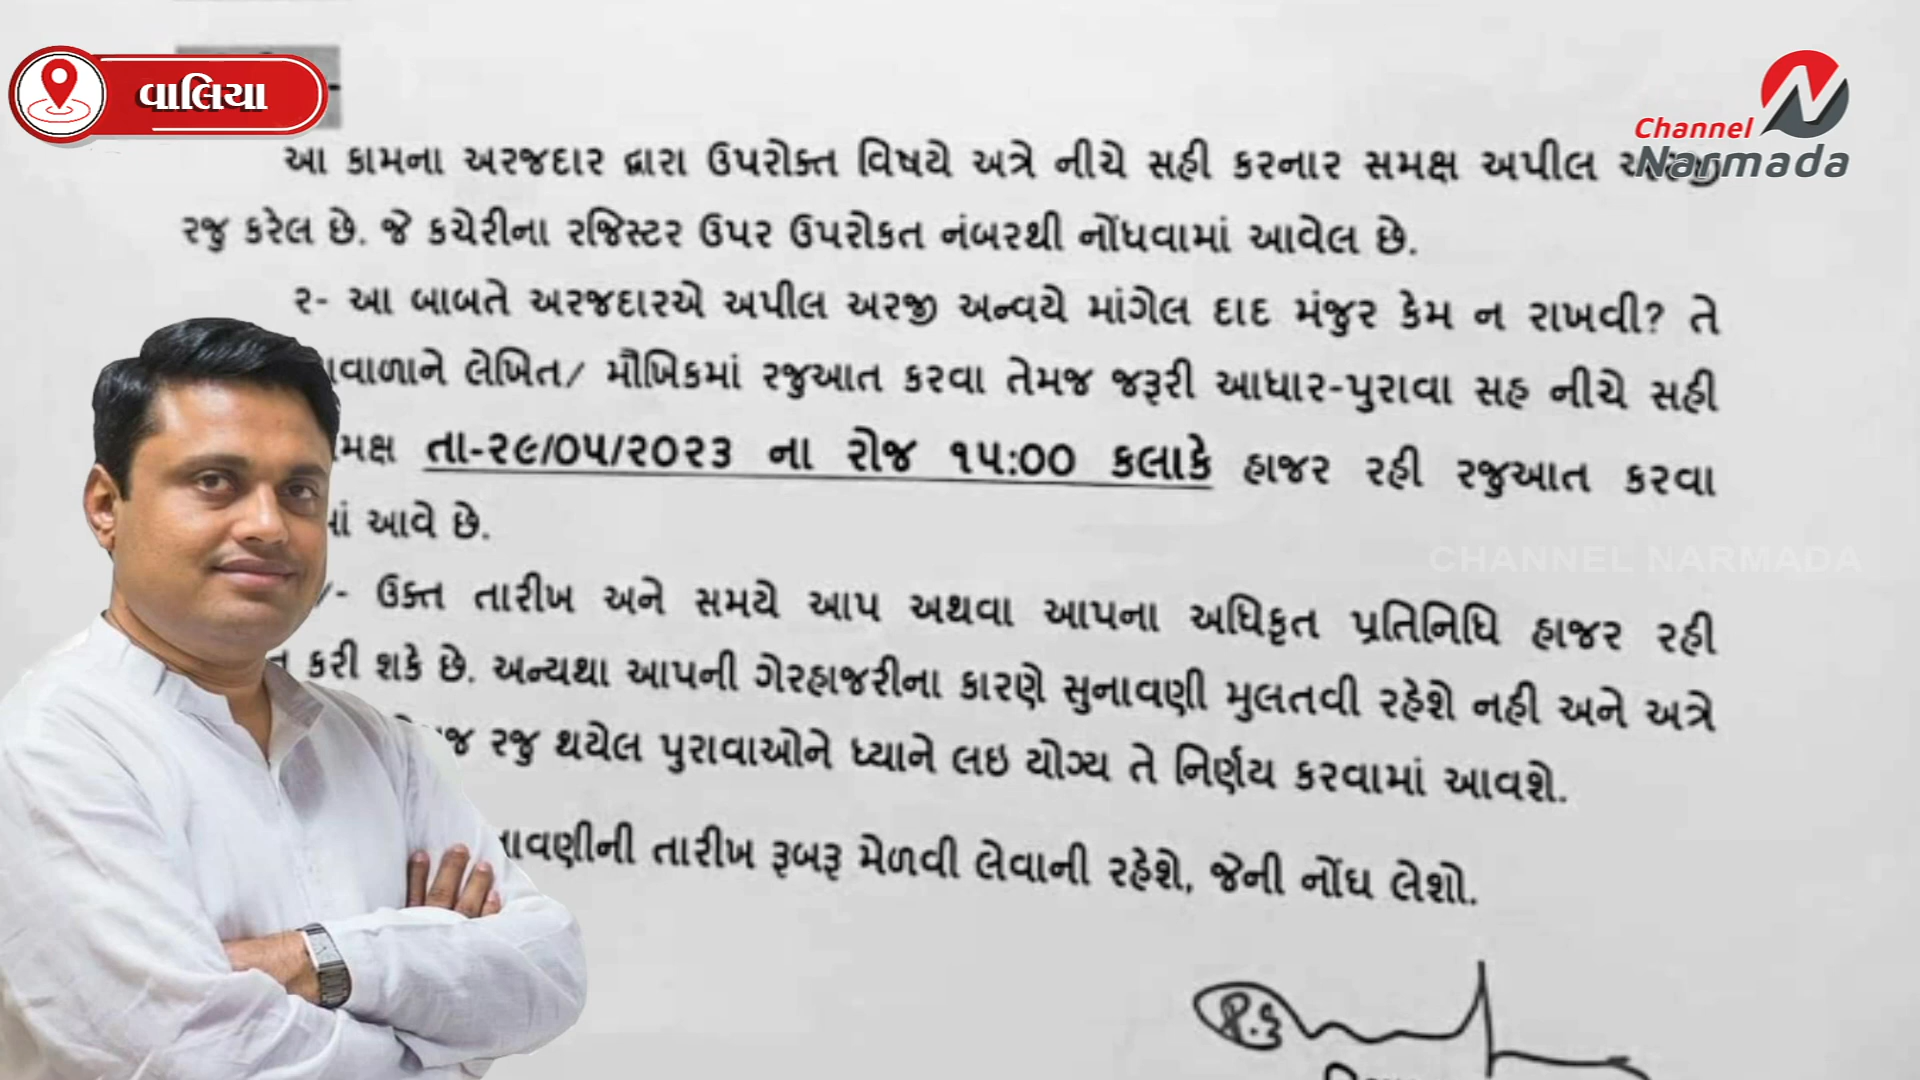 વાલિયા
Channel
Narmada
આ કામના અરજદાર દ્વારા ઉપરોક્ત વિષયે અત્રે નીચે સહી કરનાર સમક્ષ અપીલ
રજુ કરેલ છે. જે કચેરીના રજિસ્ટર ઉપર ઉપરોકત નંબરથી નોંધવામાં આવેલ છે.
૨- આ બાબતે અરજદારએ અપીલ અરજી અન્વયે માંગેલ દાદ મંજુર કેમ ન રાખવી? તે
લેખિત/ મૌખિકમાં રજુઆત કરવા તેમજ જરૂરી આધાર-પુરાવા સહ નીચે સહી
તા-૨૯/૦૫/૨૦૨૩ ના રોજ ૧૫:૦૦ કલાકે હાજર રહી રજુઆત કરવા
આવે છે.
CHANNEL NARMADA
ઉક્ત તારીખ અને સમયે આપ અથવા આપના અધિકૃત પ્રતિનિધિ હાજર રહી
કરી શકે છે. અન્યથા આપની ગેરહાજરીના કારણે સુનાવણી મુલતવી રહેશે નહી અને અત્રે
રજુ થયેલ પુરાવાઓને ધ્યાને લઇ યોગ્ય તે નિર્ણય કરવામાં આવશે.
તારીખ રૂબરૂ મેળવી લેવાની રહેશે, જેની નોંઘ લેશો.